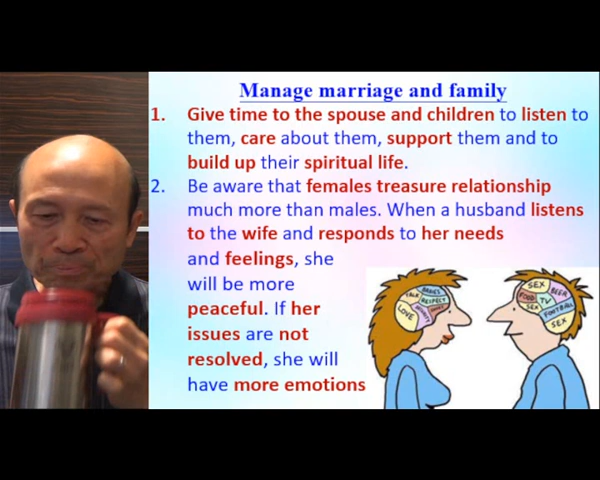 Manage marriage and family
1. Give time to the spouse and children to listen to
them, care about them, support them and to
build up their spiritual life.
2. Be aware that females treasure relationship
much more than males. When a husband listens
to the wife and responds to her needs
and feelings, she
will be more
peaceful. If her
issues are not
resolved, she will
have more emotions
TALK
BABIES
RESPECT
LOVE
SEX
BEER
FOOD
TV
SEX
FOOTBALL
SEX